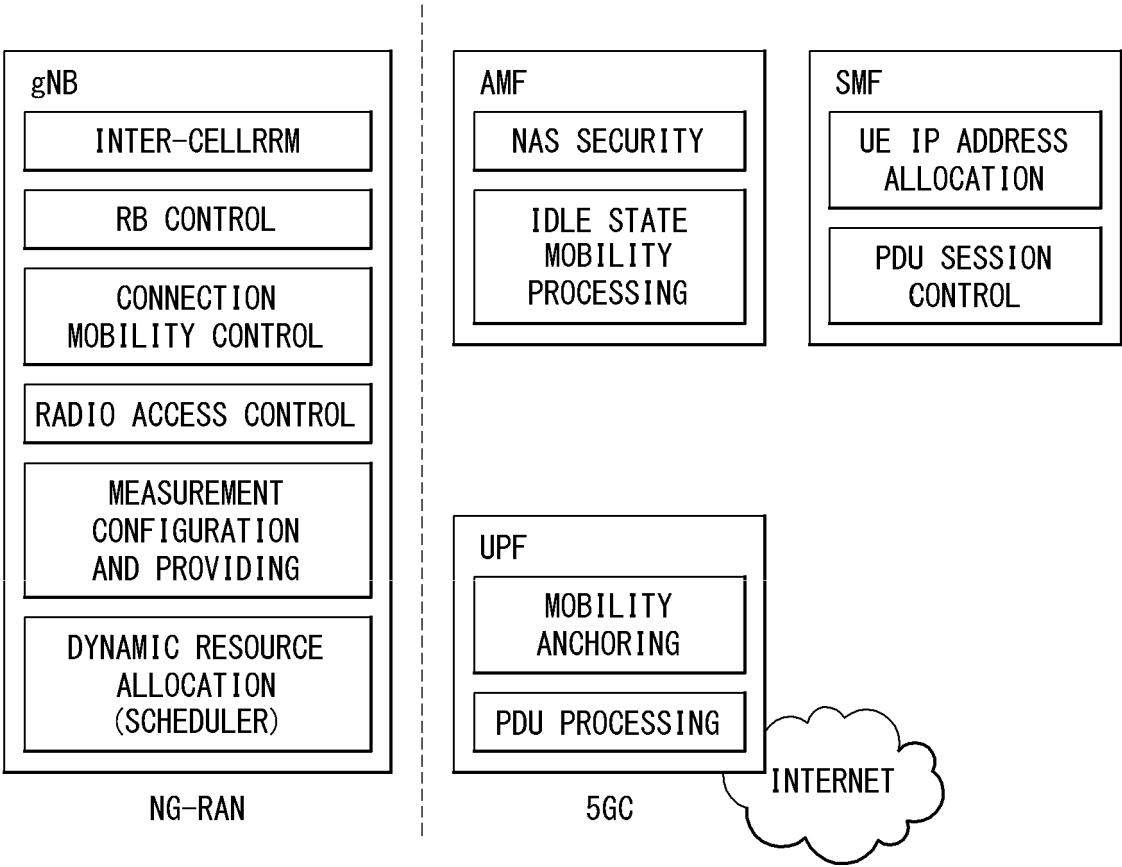 gNB
INTER-CELLRRM
RB CONTROL
CONNECTION
MOBILITY CONTROL
RADIO ACCESS CONTROL
MEASUREMENT
CONFIGURATION
AND PROVIDING
DYNAMIC RESOURCE
ALLOCATION
(SCHEDULER)
NG-RAN
AMF
NAS SECURITY
IDLE STATE
MOBILITY
PROCESSING
SMF
UE IP ADDRESS
ALLOCATION
PDU SESSION
CONTROL
UPF
MOBILITY
ANCHORING
PDU PROCESSING
INTERNET
5GC